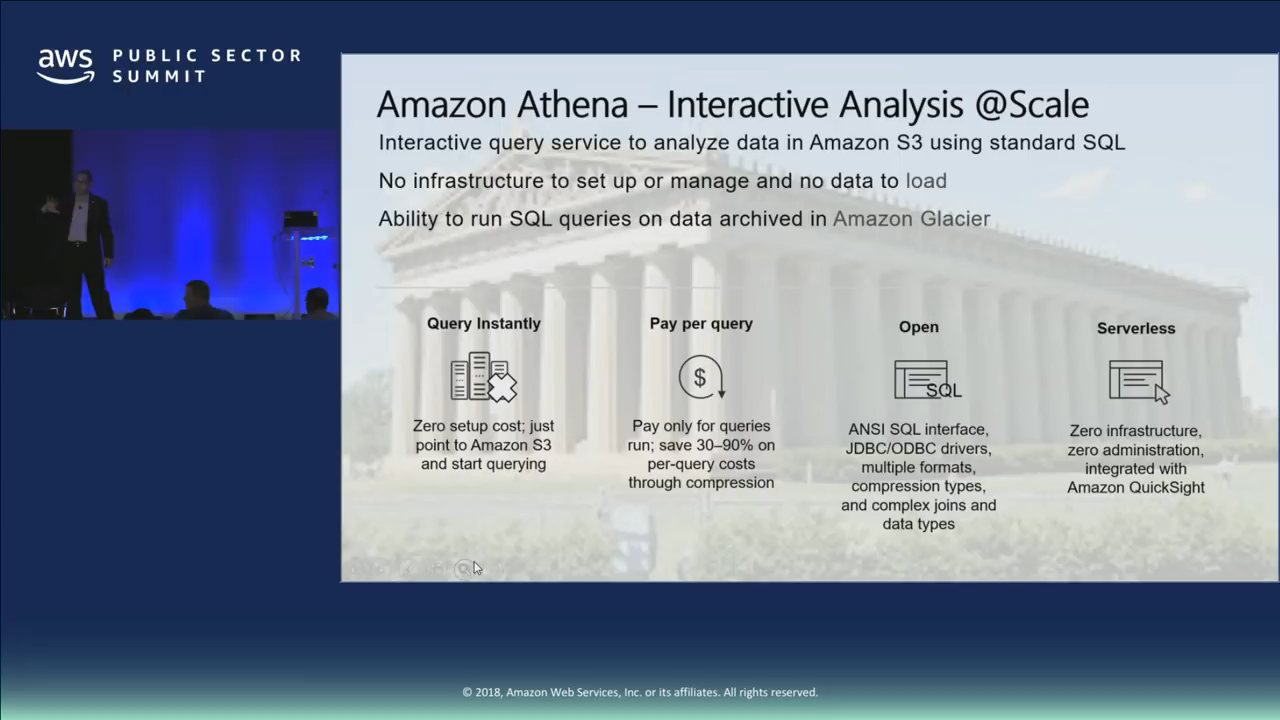 aws PUBLIC SECTOR
SUMMIT
Amazon Athena – Interactive Analysis @Scale
Interactive query service to analyze data in Amazon S3 using standard SQL
No infrastructure to set up or manage and no data to load
Ability to run SQL queries on data archived in Amazon Glacier
Query Instantly
Zero setup cost; just
point to Amazon S3
and start querying
Pay per query
$
Pay only for queries
run; save 30–90% on
per-query costs
through compression
Open
SQL
ANSI SQL interface,
JDBC/ODBC drivers,
multiple formats,
compression types,
and complex joins and
data types
Serverless
Zero infrastructure,
zero administration,
integrated with
Amazon QuickSight
© 2018, Amazon Web Services, Inc. or its affiliates. All rights reserved.